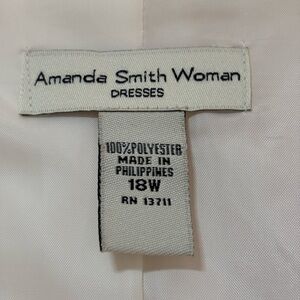 Amanda Smith Woman
DRESSES
100%POLYESTER
MADE IN
PHILIPPINES
18W
RN 13711